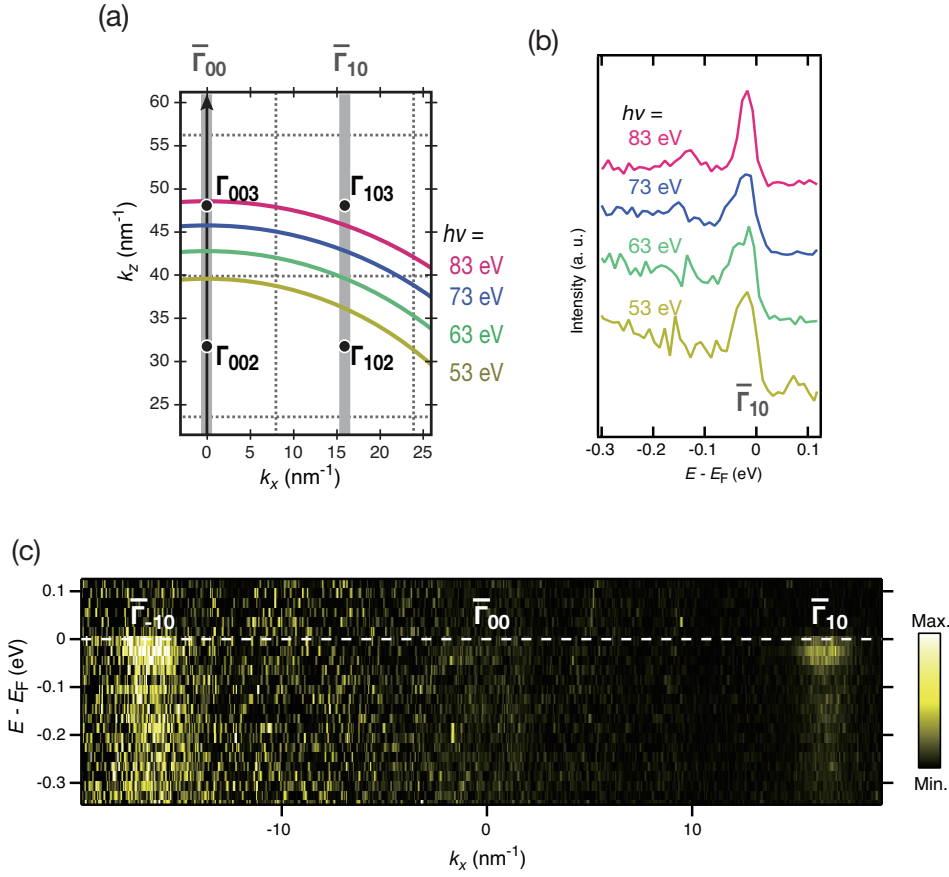 (a)
Γ̅00 Γ̅10
60
55
50
45
40
35
30
25
kz (nm-1)
Γ003 Γ103
Γ002 Γ102
hν =
83 eV
73 eV
63 eV
53 eV
0 5 10 15 20 25
kx (nm-1)
(b)
hν =
83 eV
73 eV
63 eV
53 eV
Γ̅10
Intensity (a. u.)
-0.3 -0.2 -0.1 0 0.1
E - EF (eV)
(c)
0.1
0
-0.1
-0.2
-0.3
E - EF (eV)
Γ̅-10 Γ̅00 Γ̅10
-10 0 10
kx (nm-1)
Max.
Min.